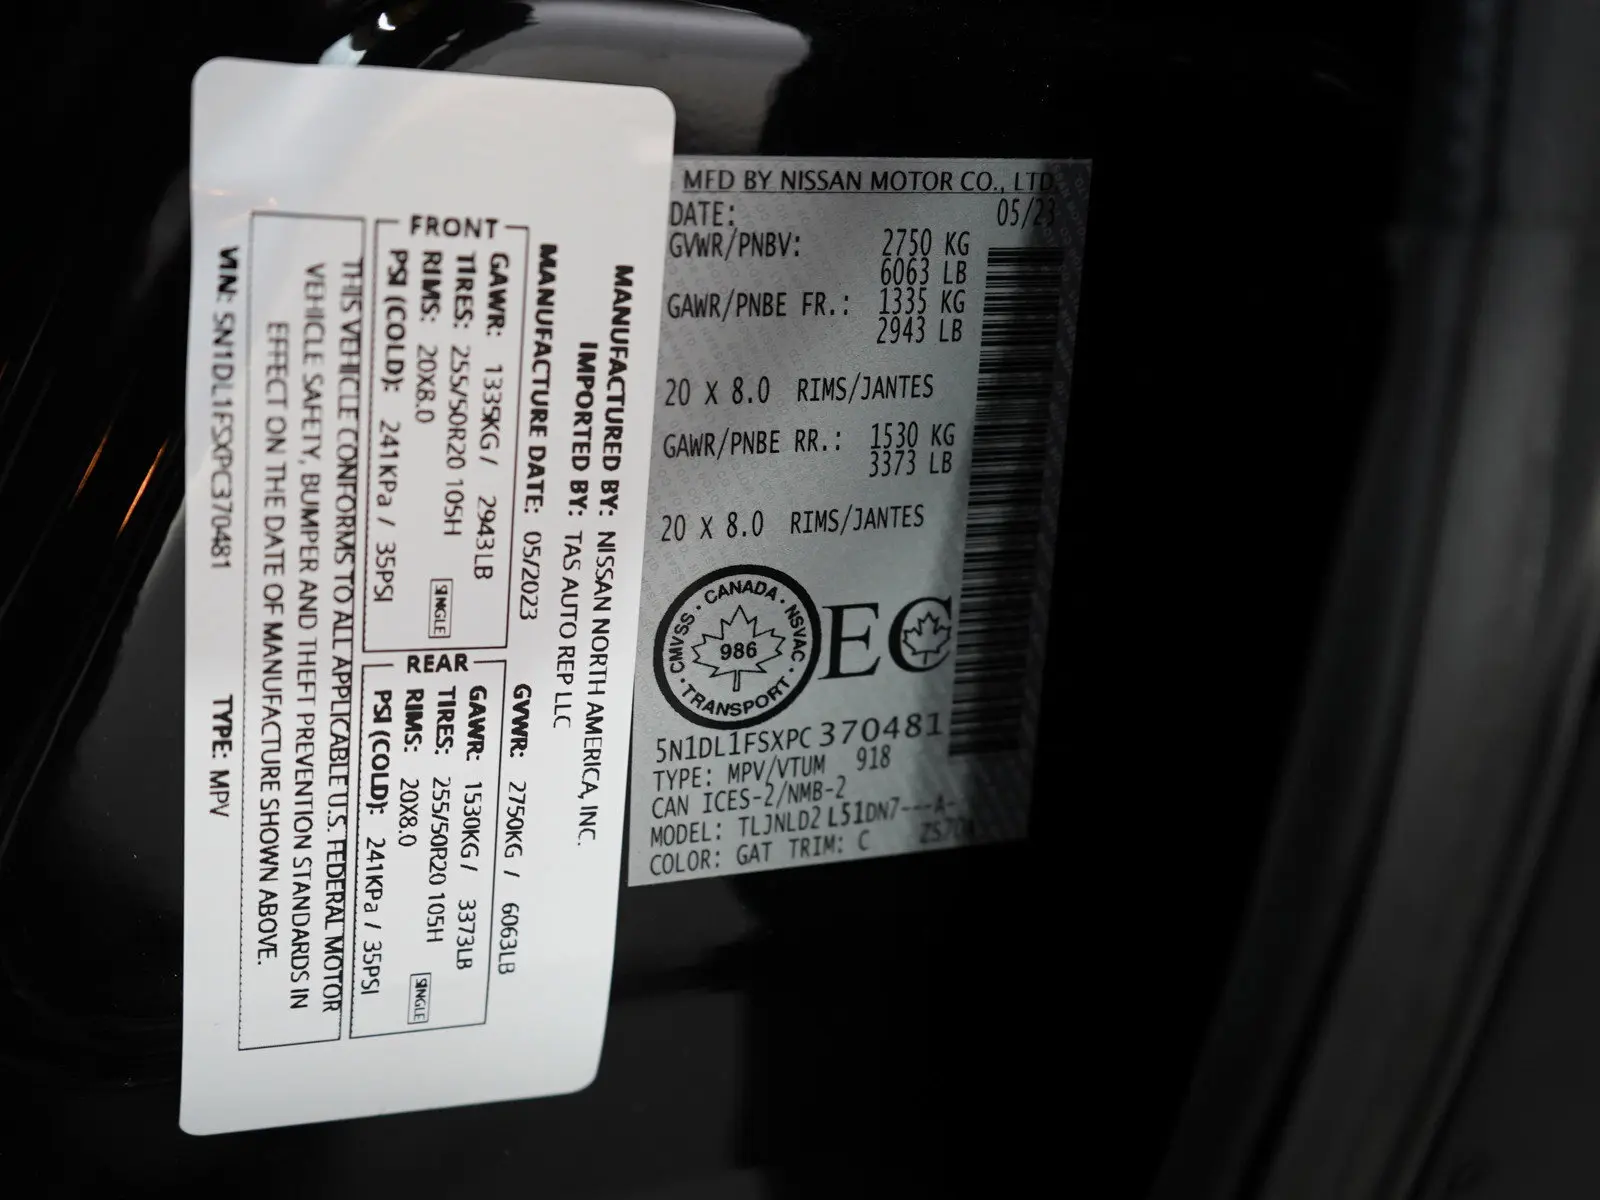 MANUFACTURED BY: NISSAN NORTH AMERICA, INC.
IMPORTED BY: TAS AUTO REP LLC
MANUFACTURE DATE: 05/2023 GVWR: 2750KG / 6063LB
FRONT
GAWR: 1335KG / 2943LB
TIRES: 255/50R20 105H
RIMS: 20X8.0 SINGLE
PSI (COLD): 241KPa / 35PSI
REAR
GAWR: 1530KG / 3373LB
TIRES: 255/50R20 105H
RIMS: 20X8.0 SINGLE
PSI (COLD): 241KPa / 35PSI
THIS VEHICLE CONFORMS TO ALL APPLICABLE U.S. FEDERAL MOTOR
VEHICLE SAFETY, BUMPER AND THEFT PREVENTION STANDARDS IN
EFFECT ON THE DATE OF MANUFACTURE SHOWN ABOVE.
VIN: 5N1DL1FSXPC370481 TYPE: MPV
MFD BY NISSAN MOTOR CO., LTD
DATE: 05/23
GVWR/PNBV: 2750 KG
6063 LB
GAWR/PNBE FR.: 1335 KG
2943 LB
20 X 8.0 RIMS/JANTES
GAWR/PNBE RR.: 1530 KG
3373 LB
20 X 8.0 RIMS/JANTES
CANADA · NSVAC · TRANSPORT · CMVSS ·
986
EC
5N1DL1FSXPC370481
TYPE: MPV/VTUM 918
CAN ICES-2/NMB-2
MODEL: TLJNLD2 L51DN7---A-
COLOR: GAT TRIM: C